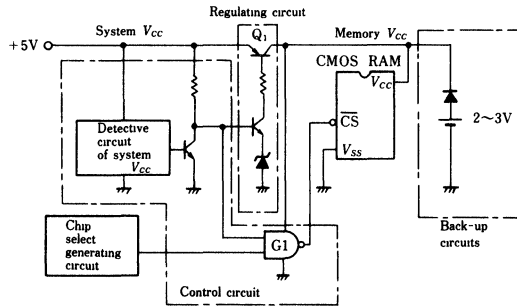 Regulating circuit
System VCC
Q1
Memory VCC
+5V
CMOS RAM
VCC
CS
VSS
2~3V
Detective
circuit
of system
VCC
Chip
select
generating
circuit
G1
Control circuit
Back-up
circuits